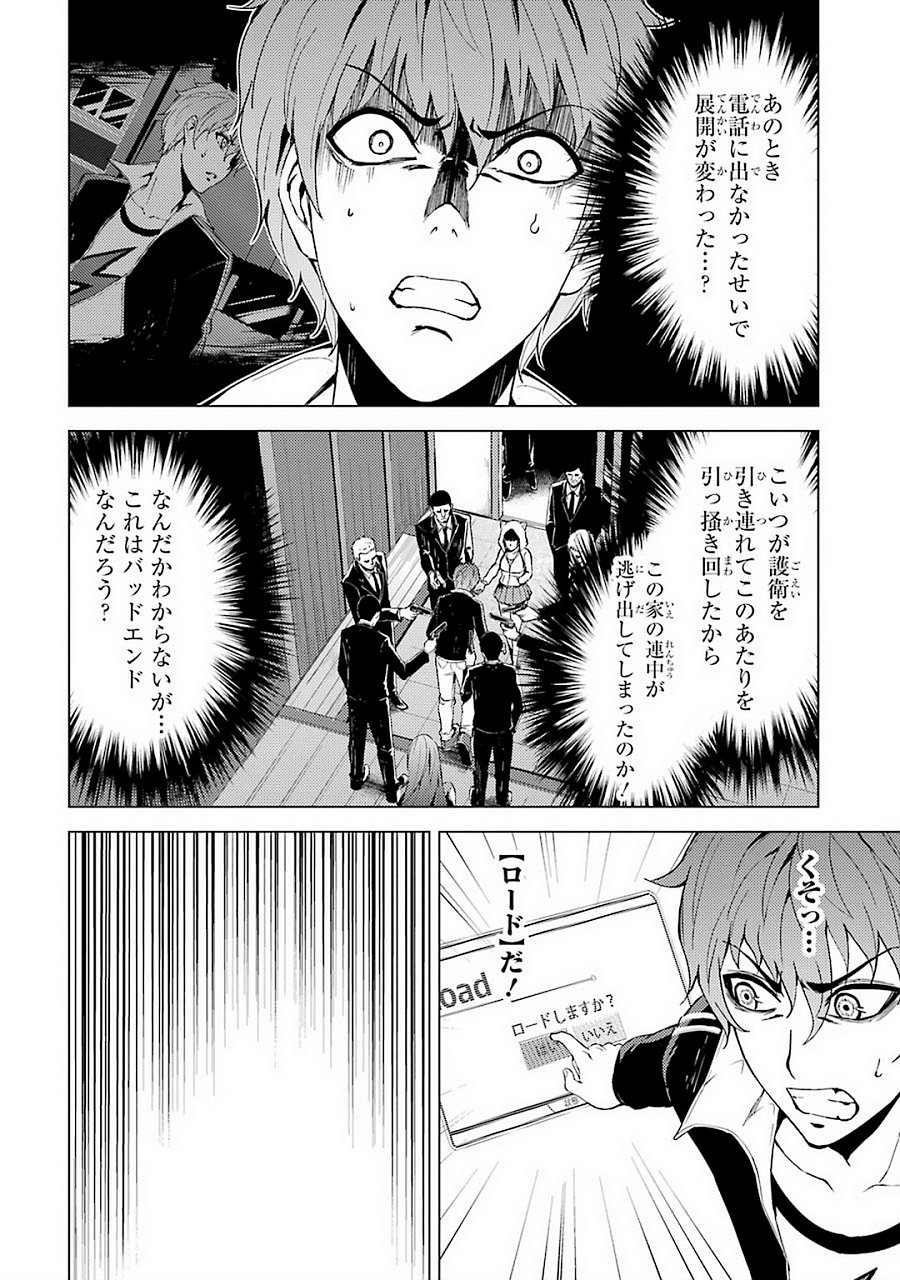 あのとき
電話に出なかったせいで
展開が変わった…?
こいつが護衛を
引き連れてこのあたりを
引っ掻き回したから
この家の連中が
逃げ出してしまったのか!
なんだかわからないが…
これはバッドエンド
なんだろう?
くそっ…
【ロード】だ!
oad
ロードしますか?
はい いいえ
状態